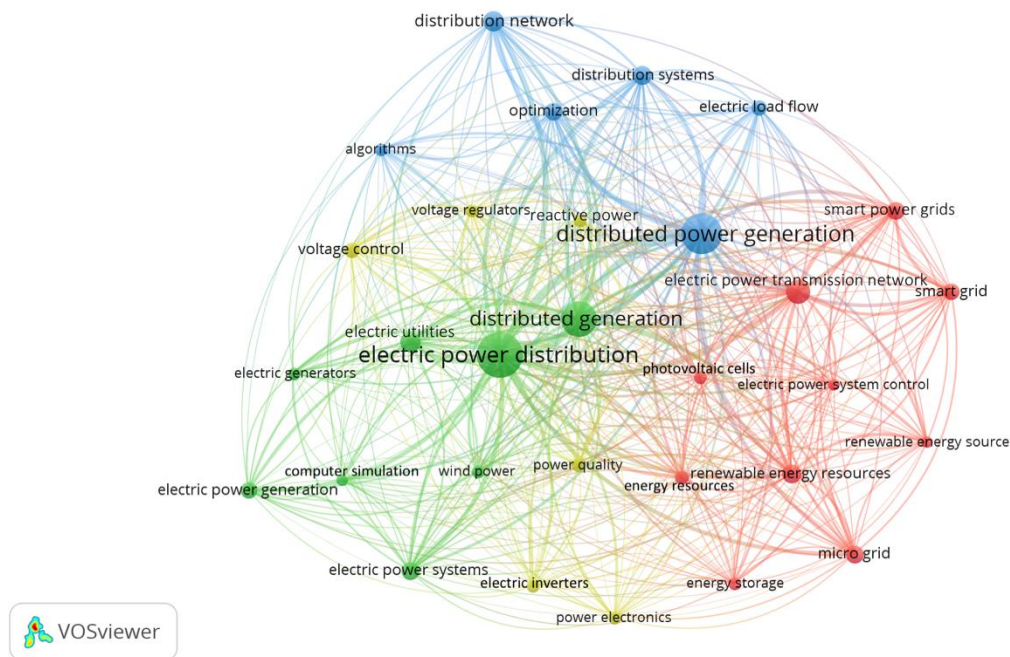 distribution network
distribution systems
optimization
electric load flow
algorithms
voltage regulators
reactive power
smart power grids
distributed power generation
voltage control
electric power transmission network
smart grid
distributed generation
electric utilities
electric power distribution
electric generators
photovoltaic cells
electric power system control
renewable energy source
computer simulation
wind power
power quality
renewable energy resources
energy resources
electric power generation
micro grid
electric power systems
electric inverters
energy storage
power electronics
VOSviewer